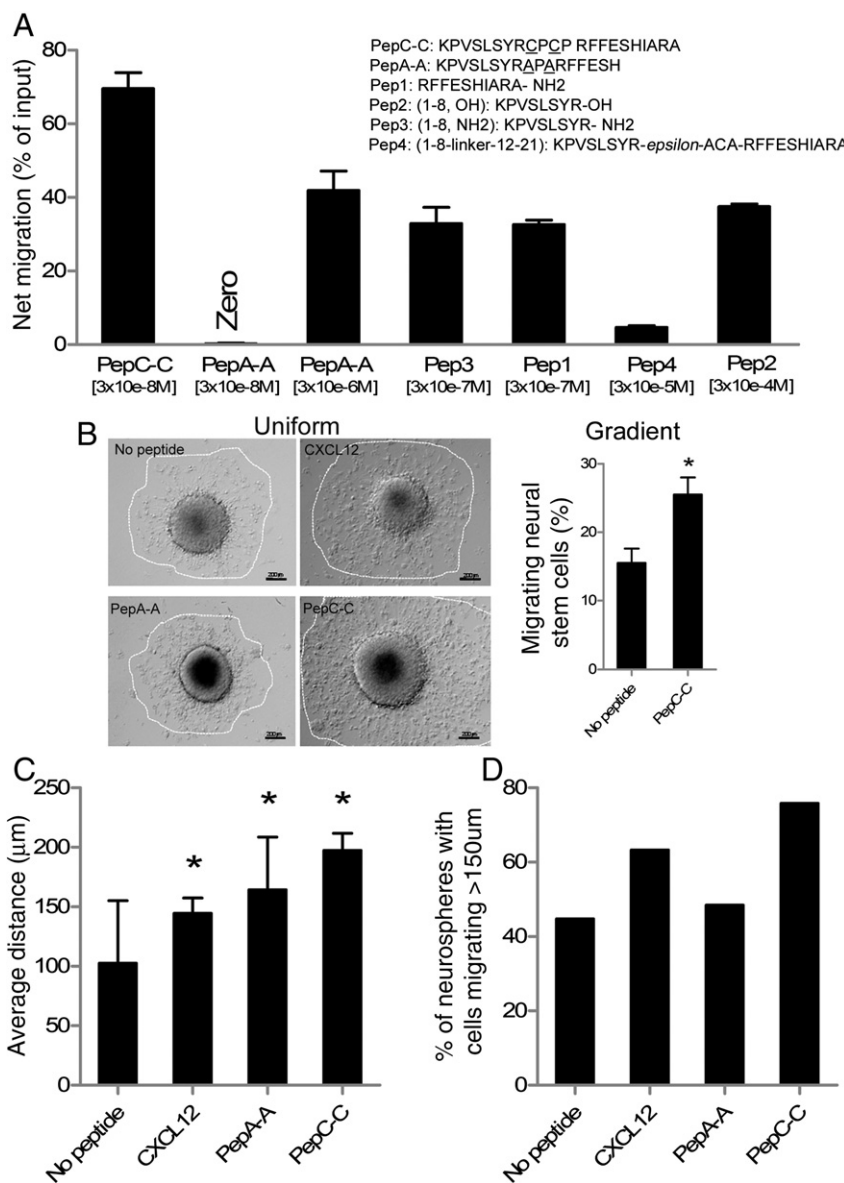 A
PepC-C: KPVSLSYRCPCP RFFESHIARA
PepA-A: KPVSLSYRAPARFFESH
Pep1: RFFESHIARA- NH2
Pep2: (1-8, OH): KPVSLSYR-OH
Pep3: (1-8, NH2): KPVSLSYR- NH2
Pep4: (1-8-linker-12-21): KPVSLSYR-epsilon-ACA-RFFESHIARA
Net migration (% of input)
80
60
40
20
0
Zero
PepC-C PepA-A PepA-A Pep3 Pep1 Pep4 Pep2
[3x10e-8M] [3x10e-8M] [3x10e-6M] [3x10e-7M] [3x10e-7M] [3x10e-5M] [3x10e-4M]
B
Uniform
No peptide
CXCL12
PepA-A
PepC-C
Gradient
Migrating neural
stem cells (%)
30
20
10
0
*
No peptide
PepC-C
C
Average distance (μm)
250
200
150
100
50
0
* * *
No peptide
CXCL12
PepA-A
PepC-C
D
% of neurospheres with
cells migrating >150um
80
60
40
20
0
No peptide
CXCL12
PepA-A
PepC-C